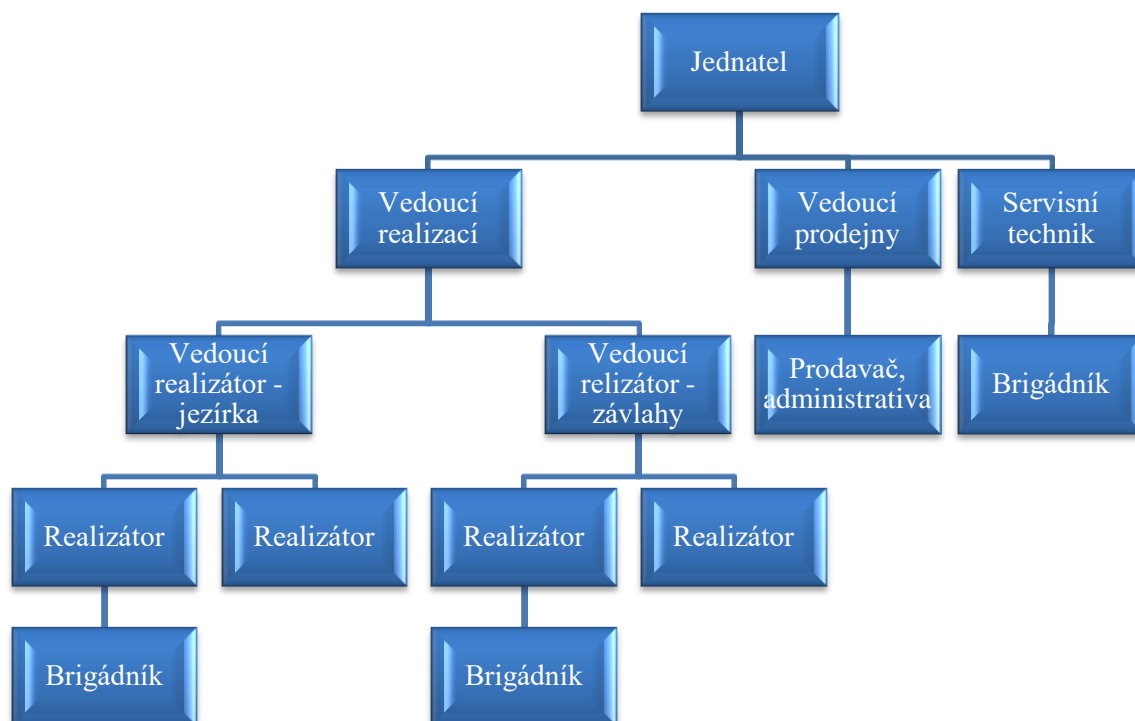 Jednatel
Vedoucí
realizací
Vedoucí
prodejny
Servisní
technik
Vedoucí
realizátor -
jezírka
Vedoucí
relizátor -
závlahy
Prodavač,
administrativa
Brigádník
Realizátor
Realizátor
Realizátor
Realizátor
Brigádník
Brigádník